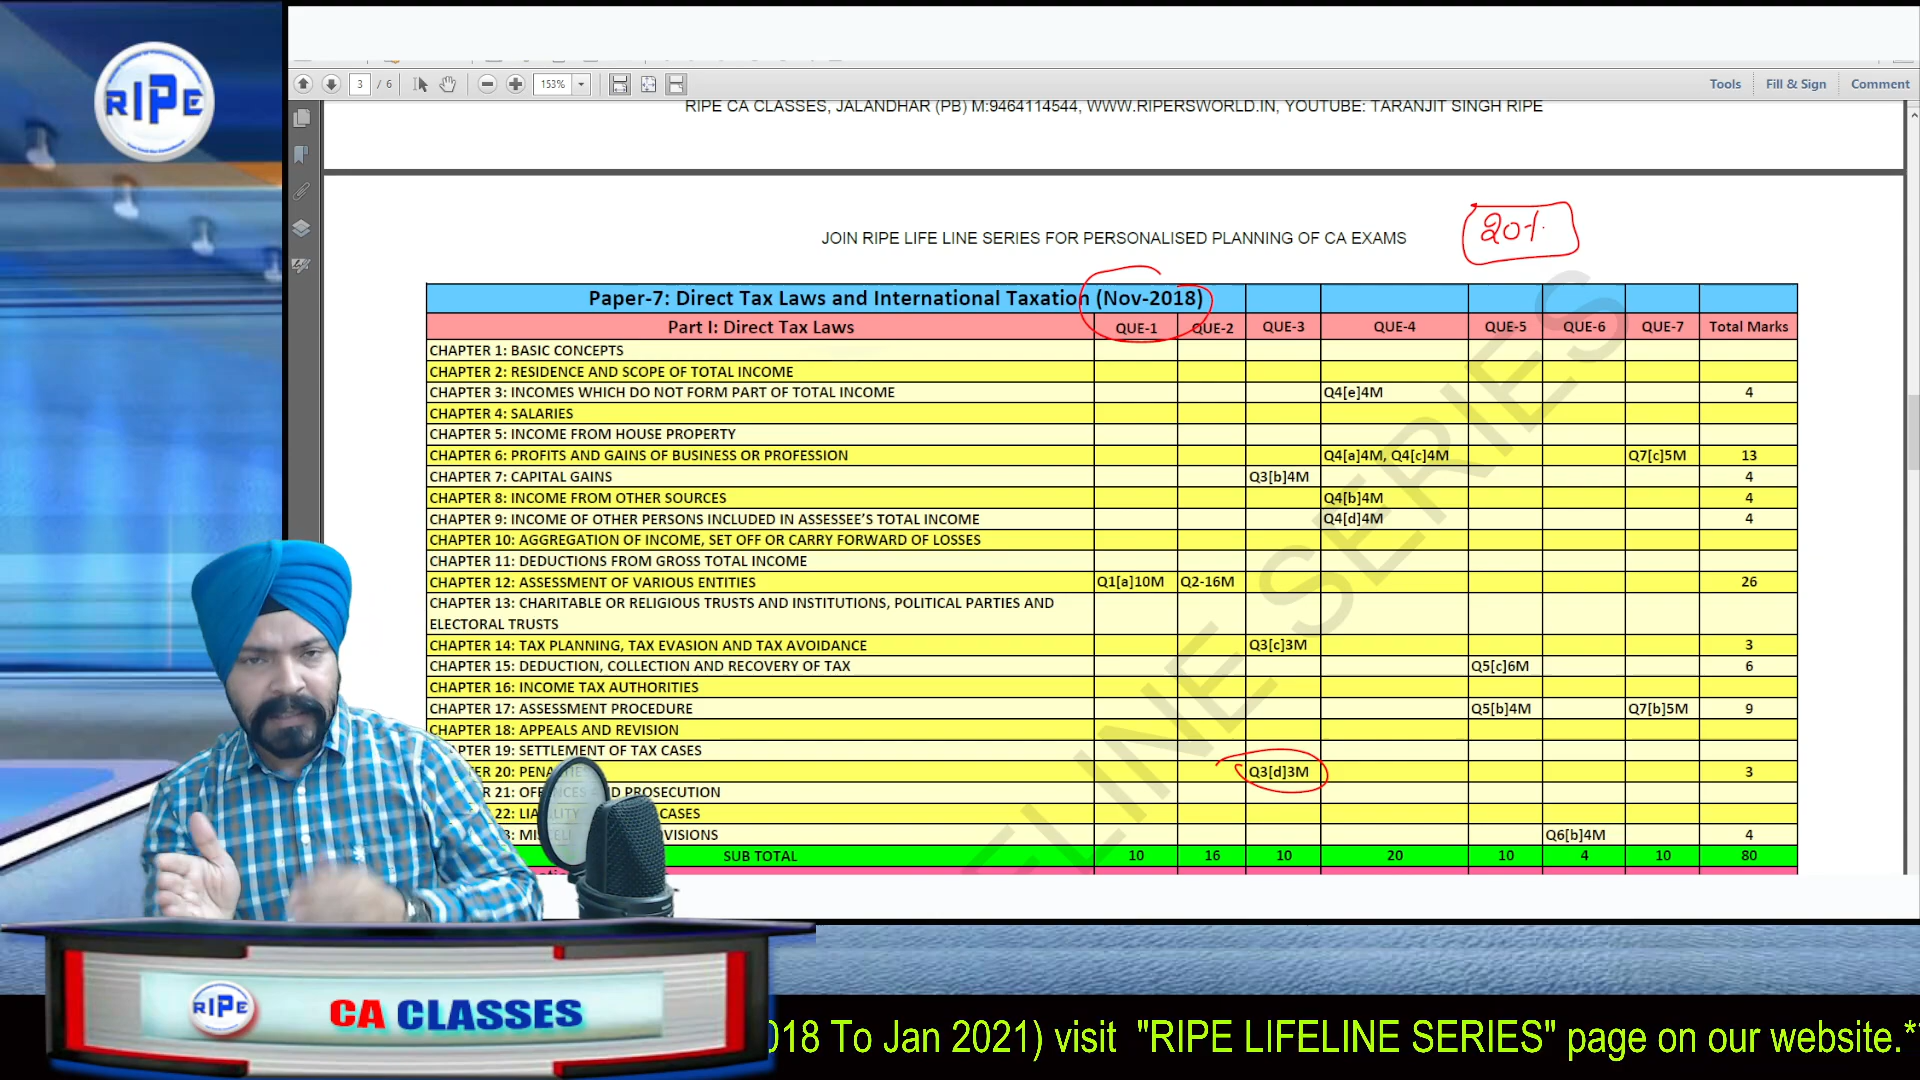 RIPE
3 / 6
153%
Tools Fill & Sign Comment
RIPE CA CLASSES, JALANDHAR (PB) M:9464114544, WWW.RIPERSWORLD.IN, YOUTUBE: TARANJIT SINGH RIPE
JOIN RIPE LIFE LINE SERIES FOR PERSONALISED PLANNING OF CA EXAMS
20%
Paper-7: Direct Tax Laws and International Taxation (Nov-2018)
Part I: Direct Tax Laws QUE-1 QUE-2 QUE-3 QUE-4 QUE-5 QUE-6 QUE-7 Total Marks
CHAPTER 1: BASIC CONCEPTS
CHAPTER 2: RESIDENCE AND SCOPE OF TOTAL INCOME
CHAPTER 3: INCOMES WHICH DO NOT FORM PART OF TOTAL INCOME Q4[e]4M 4
CHAPTER 4: SALARIES
CHAPTER 5: INCOME FROM HOUSE PROPERTY
CHAPTER 6: PROFITS AND GAINS OF BUSINESS OR PROFESSION Q4[a]4M, Q4[c]4M Q7[c]5M 13
CHAPTER 7: CAPITAL GAINS Q3[b]4M 4
CHAPTER 8: INCOME FROM OTHER SOURCES Q4[b]4M 4
CHAPTER 9: INCOME OF OTHER PERSONS INCLUDED IN ASSESSEE'S TOTAL INCOME Q4[d]4M 4
CHAPTER 10: AGGREGATION OF INCOME, SET OFF OR CARRY FORWARD OF LOSSES
CHAPTER 11: DEDUCTIONS FROM GROSS TOTAL INCOME
CHAPTER 12: ASSESSMENT OF VARIOUS ENTITIES Q1[a]10M Q2-16M 26
CHAPTER 13: CHARITABLE OR RELIGIOUS TRUSTS AND INSTITUTIONS, POLITICAL PARTIES AND
ELECTORAL TRUSTS
CHAPTER 14: TAX PLANNING, TAX EVASION AND TAX AVOIDANCE Q3[c]3M 3
CHAPTER 15: DEDUCTION, COLLECTION AND RECOVERY OF TAX Q5[c]6M 6
CHAPTER 16: INCOME TAX AUTHORITIES
CHAPTER 17: ASSESSMENT PROCEDURE Q5[b]4M Q7[b]5M 9
CHAPTER 18: APPEALS AND REVISION
19: SETTLEMENT OF TAX CASES
20: Q3[d]3M 3
21: PROSECUTION
22: CASES
Q6[b]4M 4
SUB TOTAL 10 16 10 20 10 4 10 80
ELINE SERIES
RIPE CA CLASSES
018 To Jan 2021) visit "RIPE LIFELINE SERIES" page on our website.*